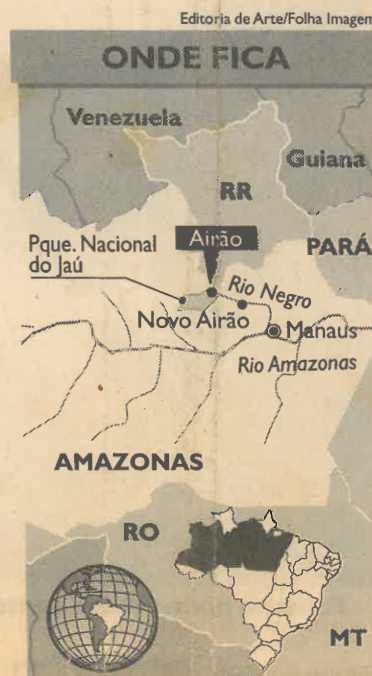 Editoria de Arte/Folha Imagem
ONDE FICA
Venezuela
Guiana
RR
Pque. Nacional
do Jaú
Airão
PARÁ
Rio Negro
Novo Airão
Manaus
Rio Amazonas
AMAZONAS
RO
MT